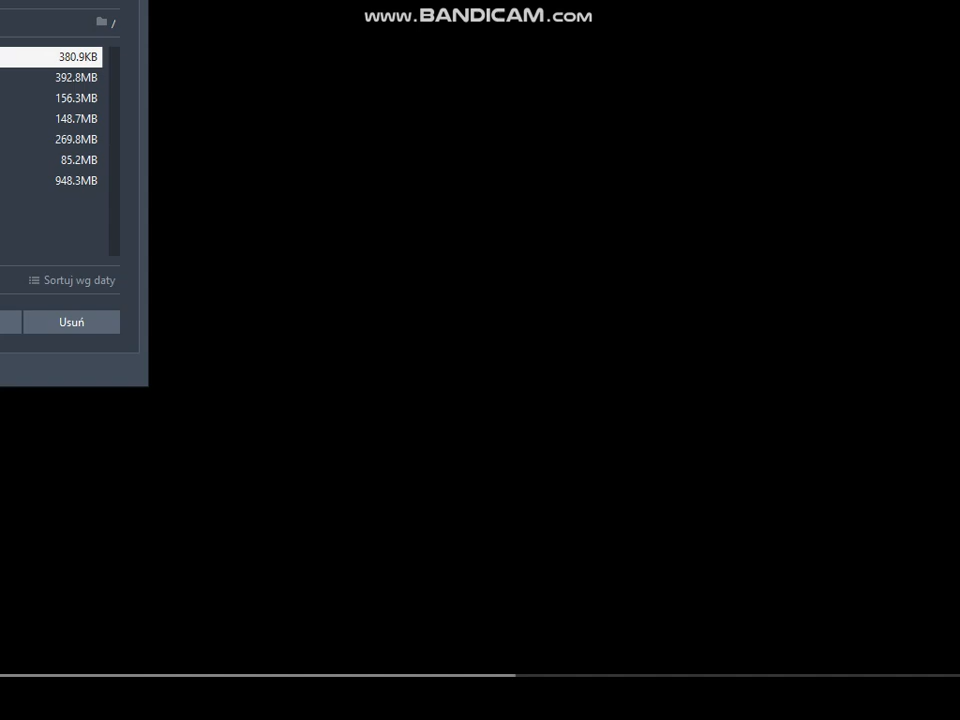 www.BANDICAM.com
/
380.9KB
392.8MB
156.3MB
148.7MB
269.8MB
85.2MB
948.3MB
Sortuj wg daty
Usuń